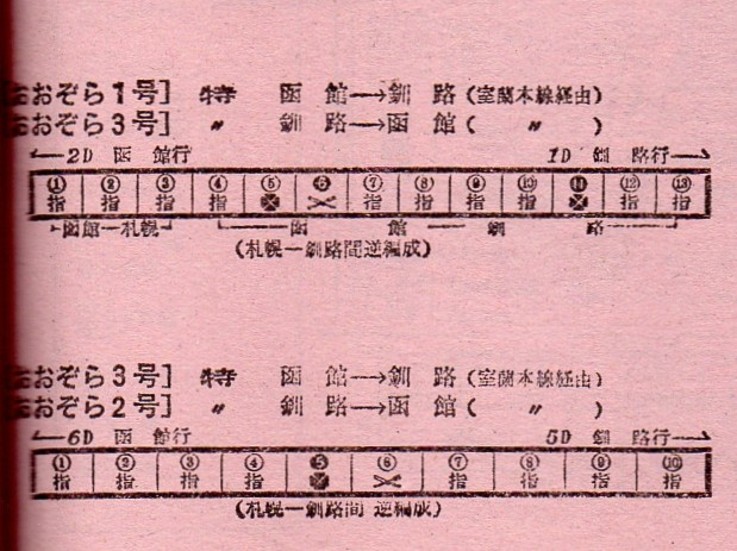 おおぞら1号] 特 函館→釧路 (室蘭本線経由)
おおぞら3号] 〃 釧路→函館 ( 〃 )
←2D 函館行 1D 釧路行→
① ② ③ ④ ⑤ ⑥ ⑦ ⑧ ⑨ ⑩ ⑪ ⑫ ⑬
指 指 指 指 指 指 指 指 指 指
函館―札幌 函館―釧路
(札幌―釧路間逆編成)
おおぞら3号] 特 函館→釧路 (室蘭本線経由)
おおぞら2号] 〃 釧路→函館 ( 〃 )
←6D 函館行 5D 釧路行→
① ② ③ ④ ⑤ ⑥ ⑦ ⑧ ⑨ ⑩
指 指 指 指 指 指 指 指
(札幌―釧路間逆編成)